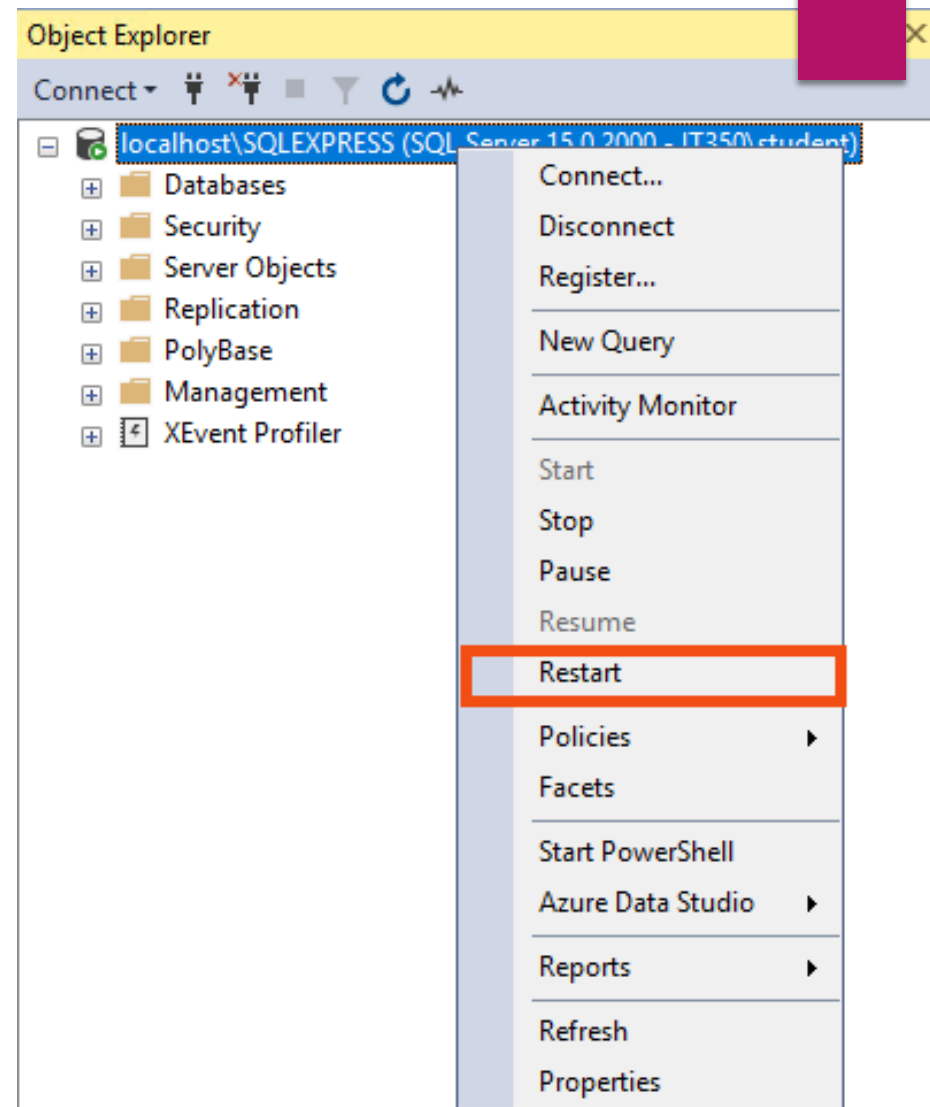 Object Explorer
Connect
localhost\SQLEXPRESS (SQL Server 15.0.2000 - IT350\student)
Databases
Security
Server Objects
Replication
PolyBase
Management
XEvent Profiler
Connect...
Disconnect
Register...
New Query
Activity Monitor
Start
Stop
Pause
Resume
Restart
Policies
Facets
Start PowerShell
Azure Data Studio
Reports
Refresh
Properties